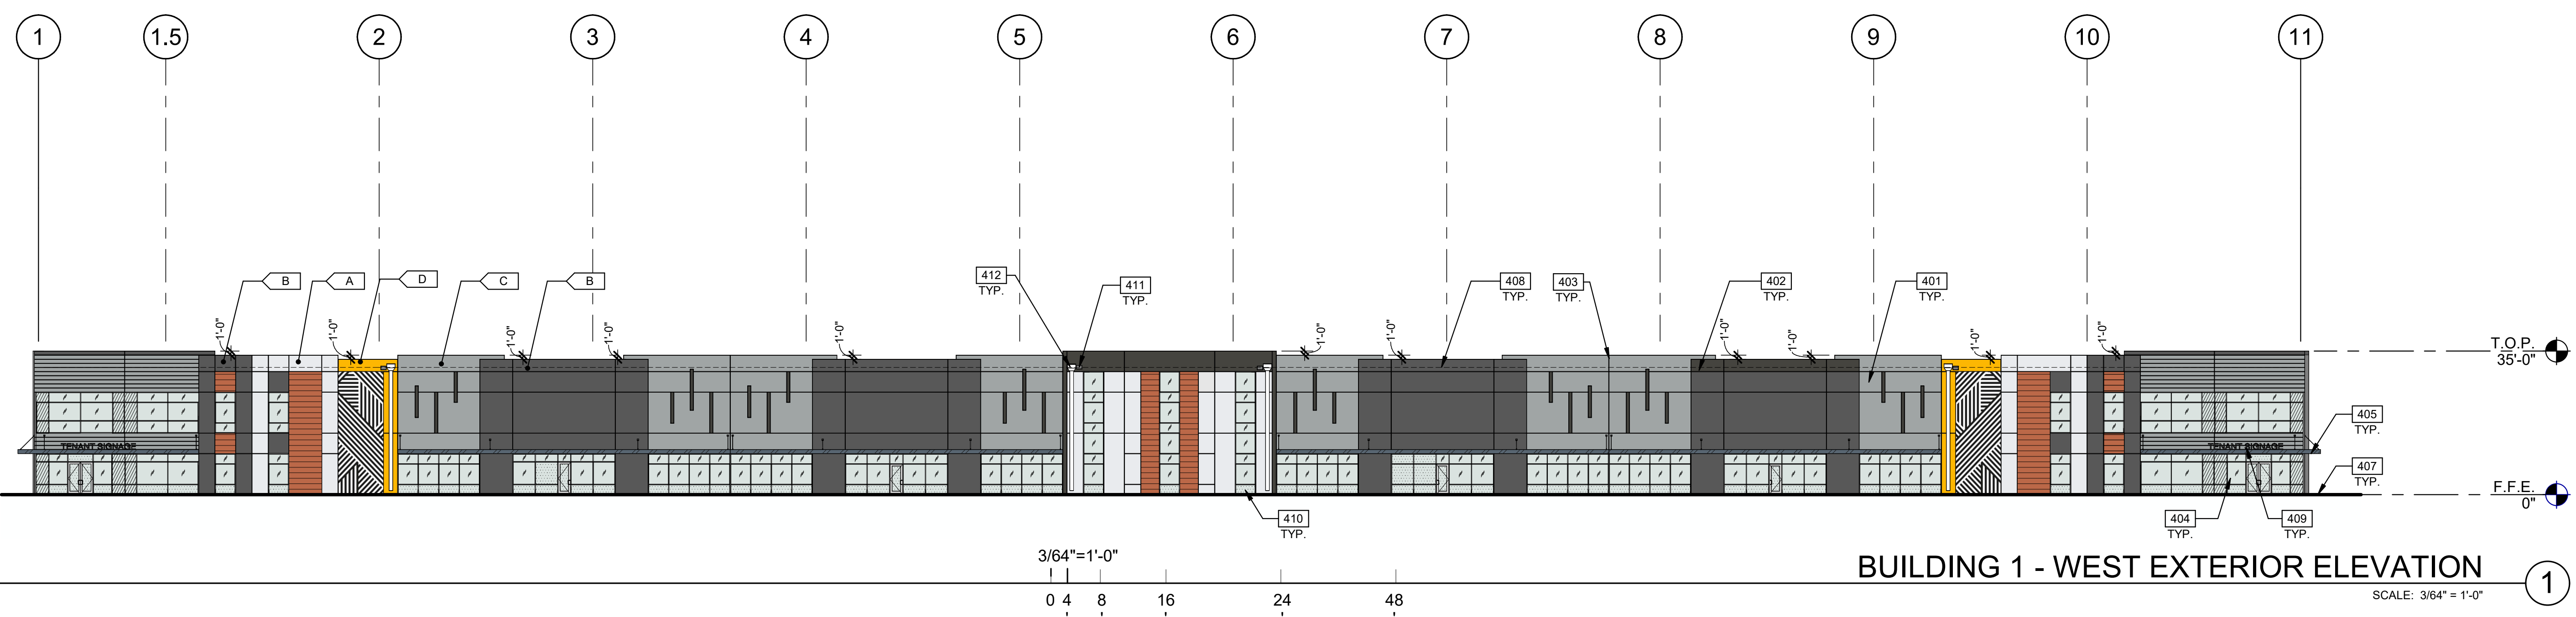 1 1.5 2 3 4 5 6 7 8 9 10 11
B A D C B 412 411 408 403 402 401
TYP. TYP. TYP. TYP. TYP. TYP.
1'-0" 1'-0" 1'-0" 1'-0" 1'-0" 1'-0" 1'-0" 1'-0" 1'-0" 1'-0" 1'-0"
T.O.P.
35'-0"
405
TYP.
TENANT SIGNAGE TENANT SIGNAGE
407
TYP.
F.F.E.
0"
410 404 409
TYP. TYP. TYP.
3/64"=1'-0"
BUILDING 1 - WEST EXTERIOR ELEVATION
1
SCALE: 3/64" = 1'-0"
0 4 8 16 24 48